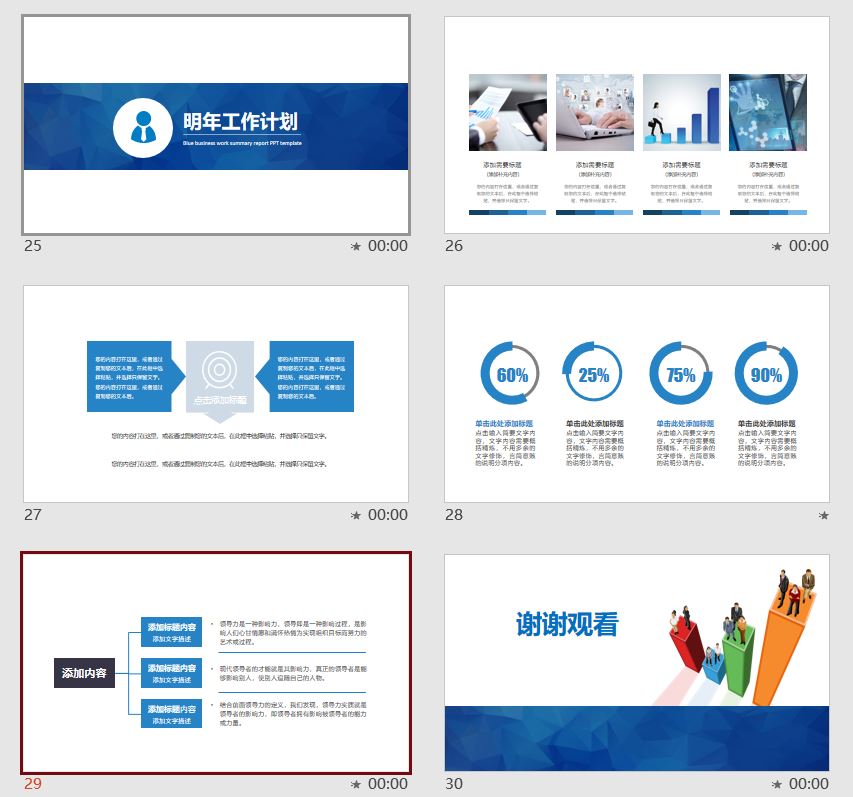 明年工作计划
Blue business work summary report PPT template
25
00:00
添加需要标题
(添加补充内容)
您的内容打在这里，或者通过复
制您的文本后，在此框中选择粘
贴，并选择只保留文字。
添加需要标题
(添加补充内容)
您的内容打在这里，或者通过复
制您的文本后，在此框中选择粘
贴，并选择只保留文字。
添加需要标题
(添加补充内容)
您的内容打在这里，或者通过复
制您的文本后，在此框中选择粘
贴，并选择只保留文字。
添加需要标题
(添加补充内容)
您的内容打在这里，或者通过复
制您的文本后，在此框中选择粘
贴，并选择只保留文字。
26
00:00
您的内容打在这里，或者通过
复制您的文本后，在此框中选
择粘贴，并选择只保留文字。
您的内容打在这里，或者通过
复制您的文本后。
点击添加标题
您的内容打在这里，或者通过
复制您的文本后，在此框中选
择粘贴，并选择只保留文字。
您的内容打在这里，或者通过
复制您的文本后。
您的内容打在这里，或者通过复制您的文本后，在此框中选择粘贴，并选择只保留文字。
您的内容打在这里，或者通过复制您的文本后，在此框中选择粘贴，并选择只保留文字。
27
00:00
60%
25%
75%
90%
单击此处添加标题
点击输入简要文字内
容，文字内容需要概
括精炼，不用多余的
文字修饰，言简意赅
的说明分项内容。
单击此处添加标题
点击输入简要文字内
容，文字内容需要概
括精炼，不用多余的
文字修饰，言简意赅
的说明分项内容。
单击此处添加标题
点击输入简要文字内
容，文字内容需要概
括精炼，不用多余的
文字修饰，言简意赅
的说明分项内容。
单击此处添加标题
点击输入简要文字内
容，文字内容需要概
括精炼，不用多余的
文字修饰，言简意赅
的说明分项内容。
28
添加内容
添加标题内容
添加文字描述
• 领导力是一种影响力，领导即是一种影响过程，是影
响人们心甘情愿和满怀热情为实现组织目标而努力的
艺术或过程。
添加标题内容
添加文字描述
• 现代领导者的才能就是其影响力，真正的领导者是能
够影响别人，使别人追随自己的人物。
添加标题内容
添加文字描述
• 结合前面领导力的定义，我们发现，领导力实质就是
领导者的影响力，即领导者拥有影响被领导者的能力
或力量。
29
00:00
谢谢观看
30
00:00